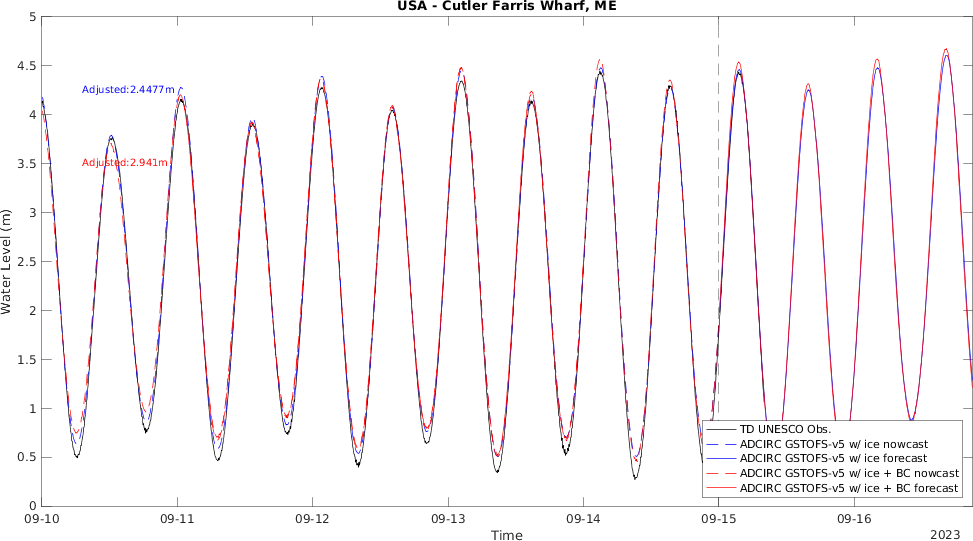 USA - Cutler Farris Wharf, ME
5
4.5
4
3.5
3
2.5
2
1.5
1
0.5
0
Water Level (m)
Adjusted:2.4477m
Adjusted:2.941m
TD UNESCO Obs.
ADCIRC GSTOFS-v5 w/ ice nowcast
ADCIRC GSTOFS-v5 w/ ice forecast
ADCIRC GSTOFS-v5 w/ ice + BC nowcast
ADCIRC GSTOFS-v5 w/ ice + BC forecast
09-10 09-11 09-12 09-13 09-14 09-15 09-16
Time
2023